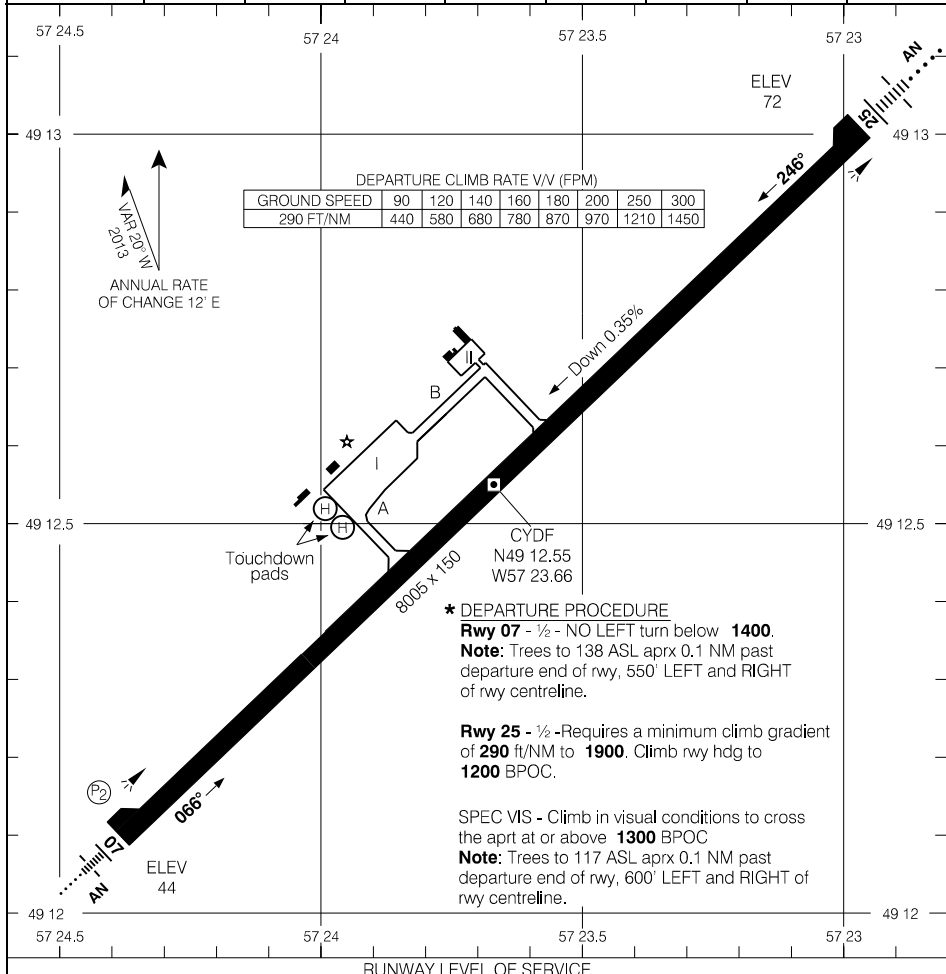 57 24.5
57 24
57 23.5
57 23
AN
ELEV
72
25
49 13
49 13
246°
DEPARTURE CLIMB RATE V/V (FPM)
GROUND SPEED 90 120 140 160 180 200 250 300
290 FT/NM 440 580 680 780 870 970 1210 1450
VAR 20° W
2013
ANNUAL RATE
OF CHANGE 12' E
Down 0.35%
II
B
I
A
H
H
49 12.5
49 12.5
Touchdown
pads
CYDF
N49 12.55
W57 23.66
8005 x 150
* DEPARTURE PROCEDURE
Rwy 07 - ½ - NO LEFT turn below 1400.
Note: Trees to 138 ASL aprx 0.1 NM past
departure end of rwy, 550' LEFT and RIGHT
of rwy centreline.
Rwy 25 - ½ -Requires a minimum climb gradient
of 290 ft/NM to 1900. Climb rwy hdg to
1200 BPOC.
SPEC VIS - Climb in visual conditions to cross
the aprt at or above 1300 BPOC
Note: Trees to 117 ASL aprx 0.1 NM past
departure end of rwy, 600' LEFT and RIGHT of
rwy centreline.
P2
066°
07
AN
ELEV
44
49 12
49 12
57 24.5
57 24
57 23.5
57 23
RUNWAY LEVEL OF SERVICE